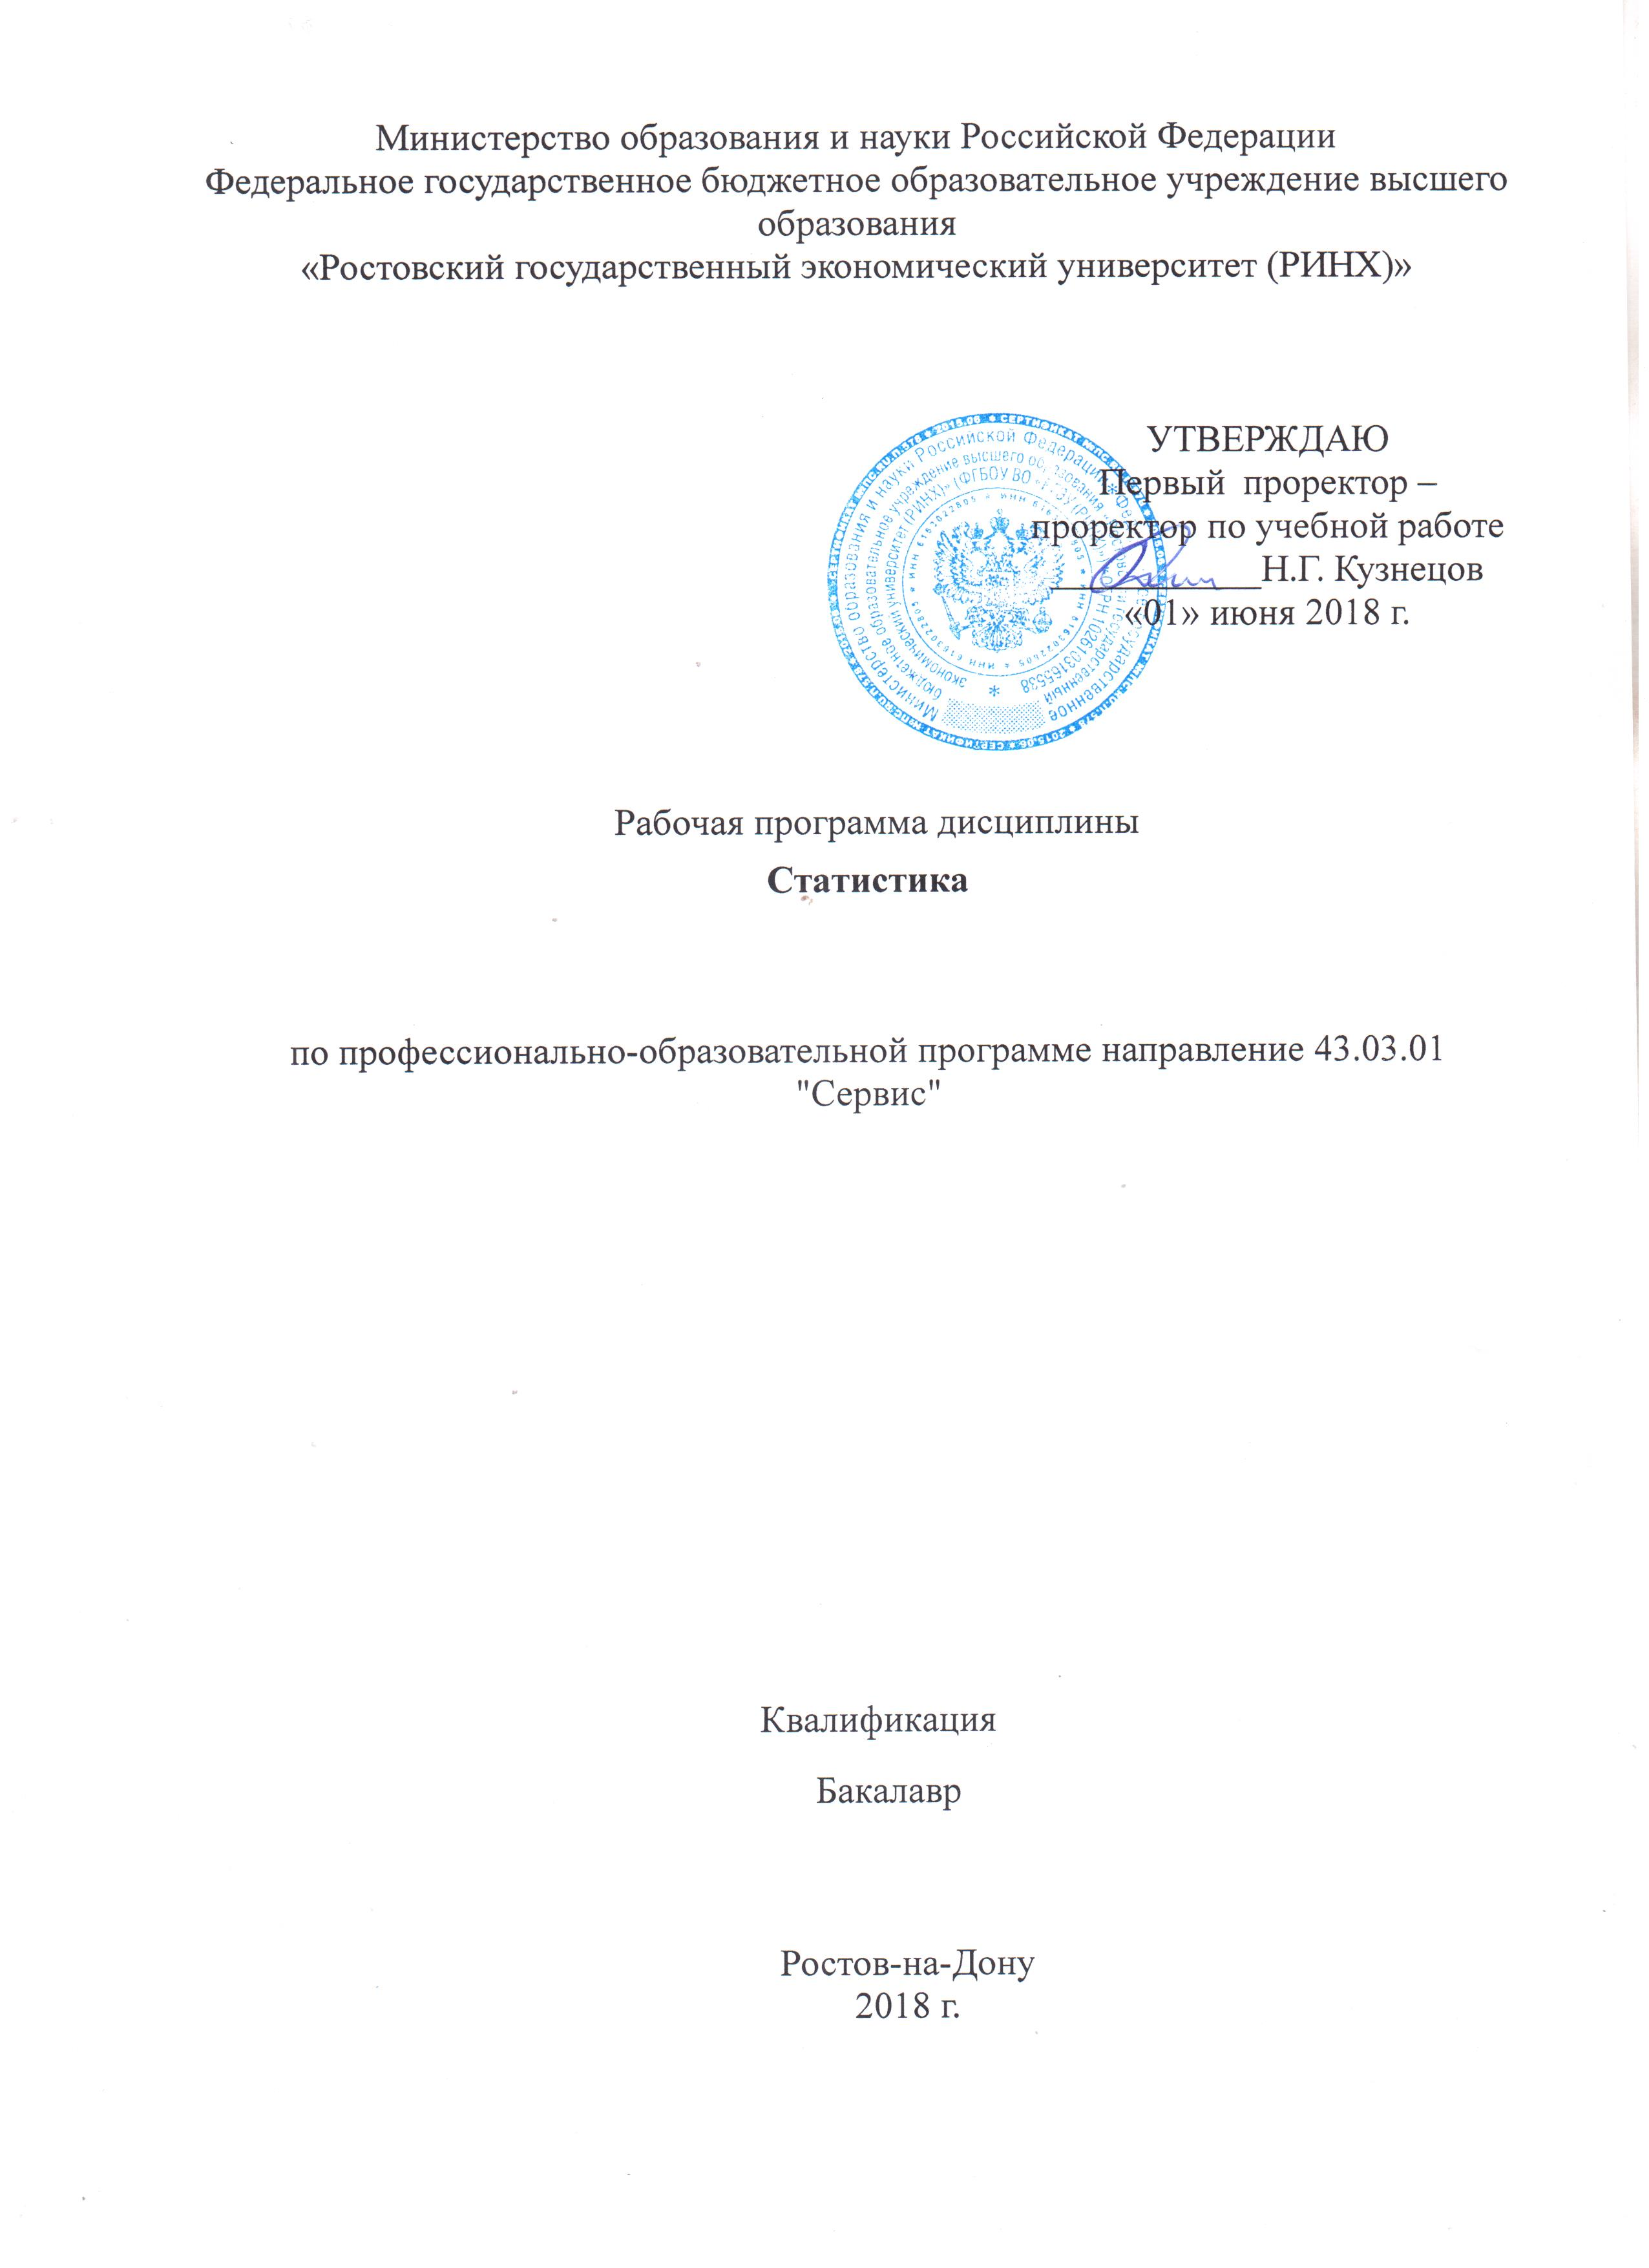 Министерство образования и науки Российской Федерации
Федеральное государственное бюджетное образовательное учреждение высшего
образования
«Ростовский государственный экономический университет (РИНХ)»
УТВЕРЖДАЮ
Первый проректор –
проректор по учебной работе
Н.Г. Кузнецов
«01» июня 2018 г.
Рабочая программа дисциплины
Статистика
по профессионально-образовательной программе направление 43.03.01
"Сервис"
Квалификация
Бакалавр
Ростов-на-Дону
2018 г.